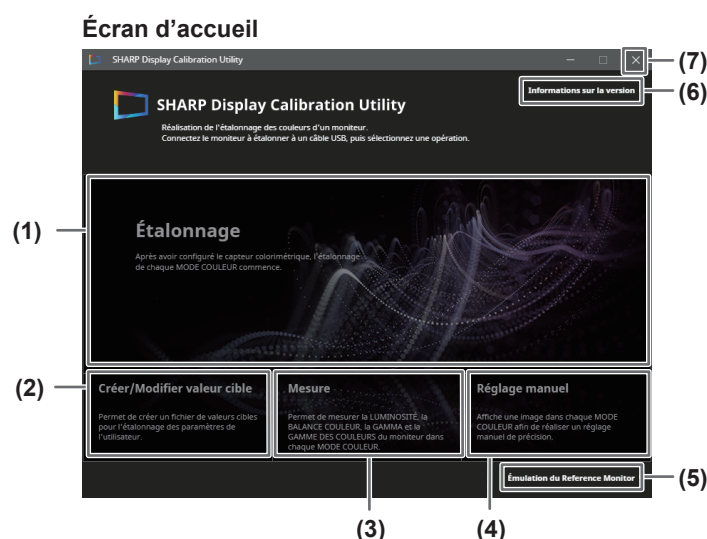 Écran d’accueil
SHARP Display Calibration Utility
(7)
Informations sur la version
(6)
SHARP Display Calibration Utility
Réalisation de l'étalonnage des couleurs d'un moniteur.
Connectez le moniteur à étalonner à un câble USB, puis sélectionnez une opération.
(1)
Étalonnage
Après avoir configuré le capteur colorimétrique, l'étalonnage
de chaque MODE COULEUR commence.
(2)
Créer/Modifier valeur cible
Permet de créer un fichier de valeurs cibles
pour l'étalonnage des paramètres de
l'utilisateur.
Mesure
Permet de mesurer la LUMINOSITÉ, la
BALANCE COULEUR, la GAMMA et la
GAMME DES COULEURS du moniteur dans
chaque MODE COULEUR.
Réglage manuel
Affiche une image dans chaque MODE
COULEUR afin de réaliser un réglage
manuel de précision.
Émulation du Reference Monitor
(5)
(3)
(4)